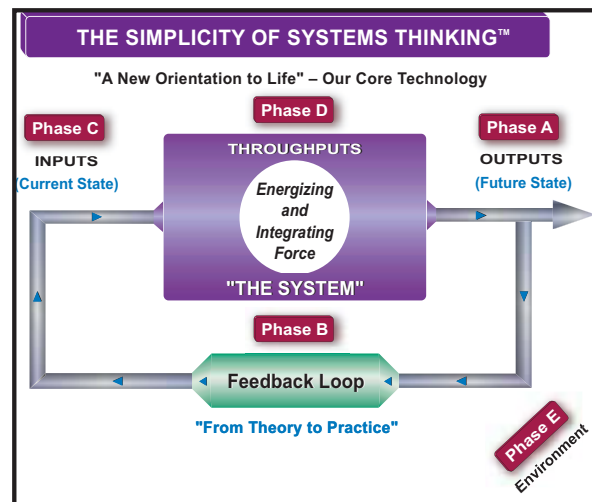 THE SIMPLICITY OF SYSTEMS THINKING™
"A New Orientation to Life" – Our Core Technology
Phase C
INPUTS
(Current State)
Phase D
THROUGHPUTS
Energizing
and
Integrating
Force
"THE SYSTEM"
Phase A
OUTPUTS
(Future State)
Phase B
Feedback Loop
"From Theory to Practice"
Phase E
Environment